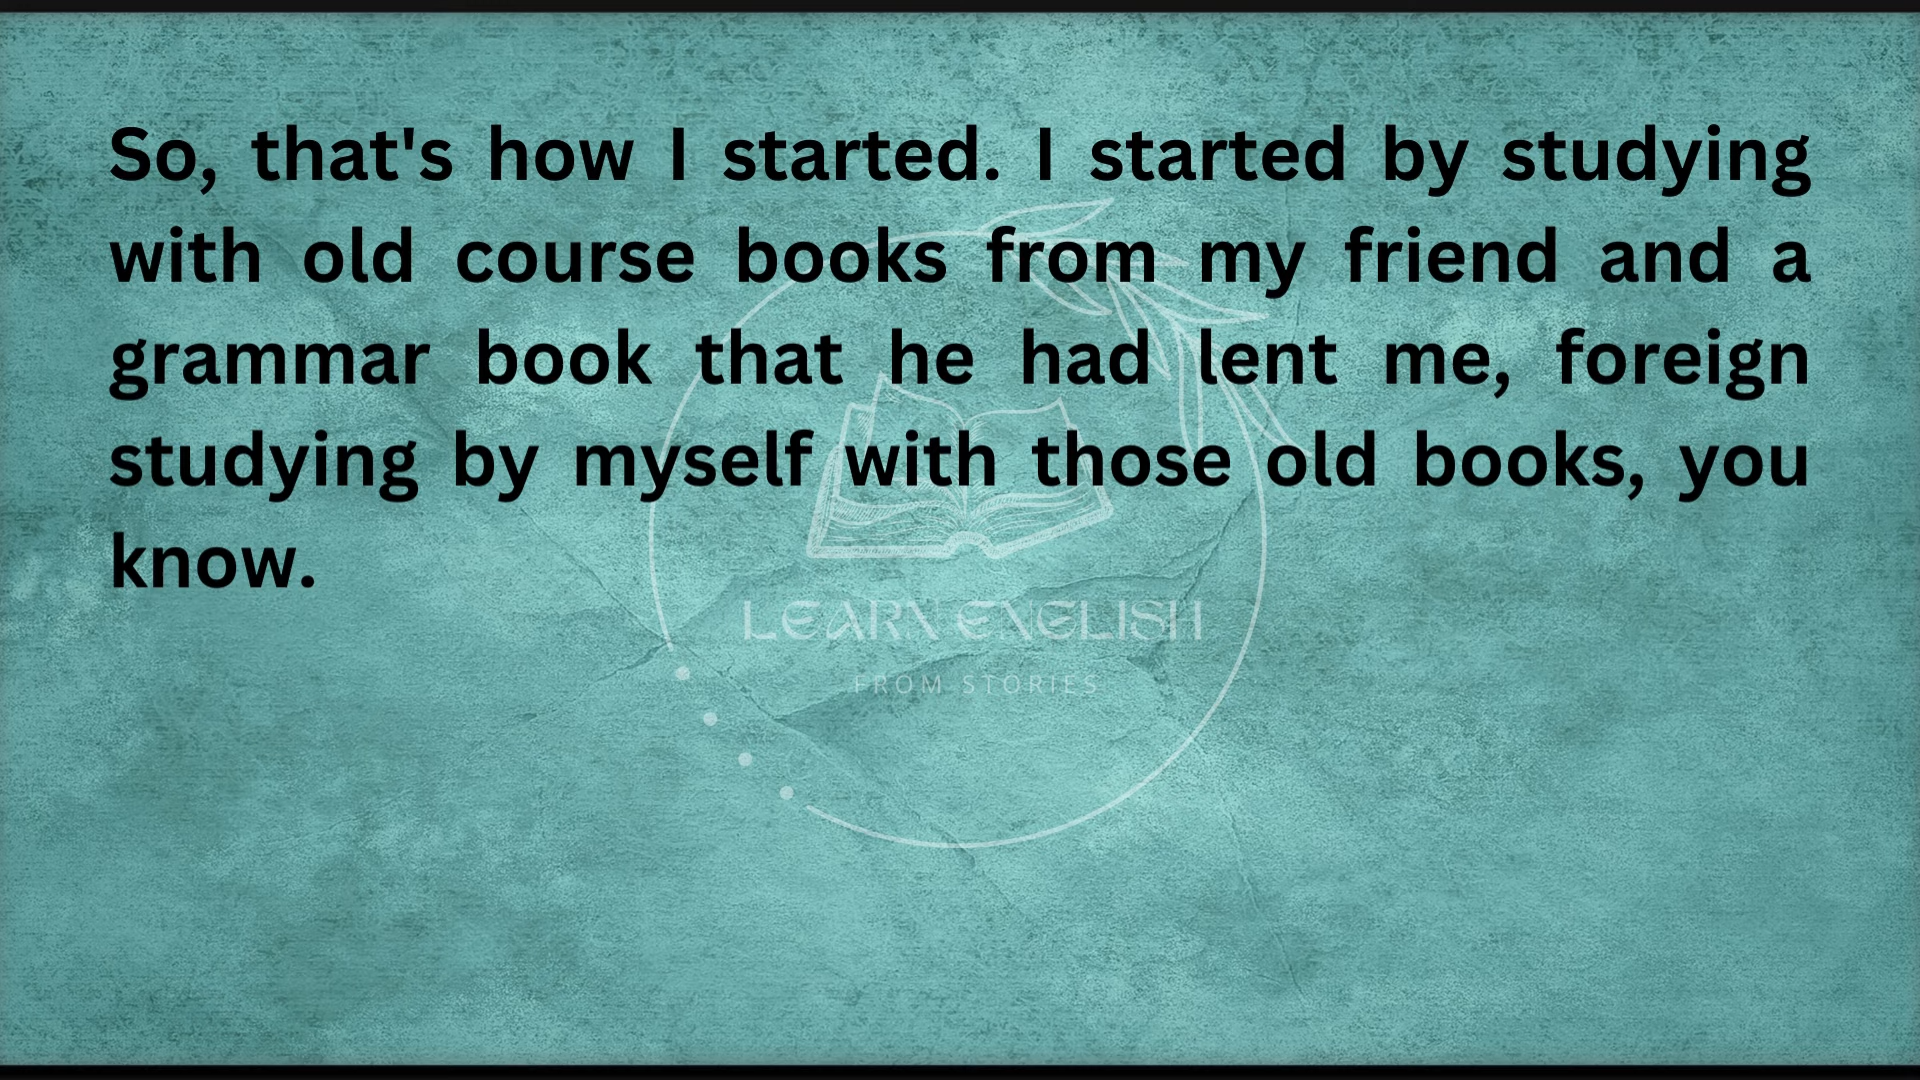 So, that's how I started. I started by studying
with old course books from my friend and a
grammar book that he had lent me, foreign
studying by myself with those old books, you
know.
LEARN ENGLISH
FROM STORIES